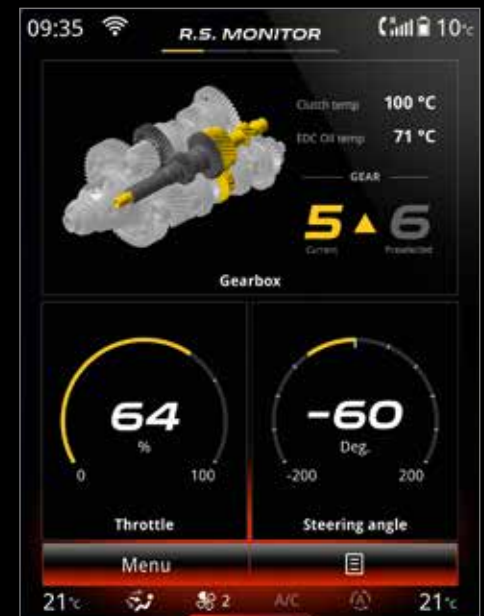 09:35 R.S. MONITOR 10°C
Clutch temp 100 °C
EDC Oil temp 71 °C
GEAR
5 6
Current Preselected
Gearbox
64 -60
% Deg.
0 100 -200 200
Throttle Steering angle
Menu
21°C 2 A/C A 21°C